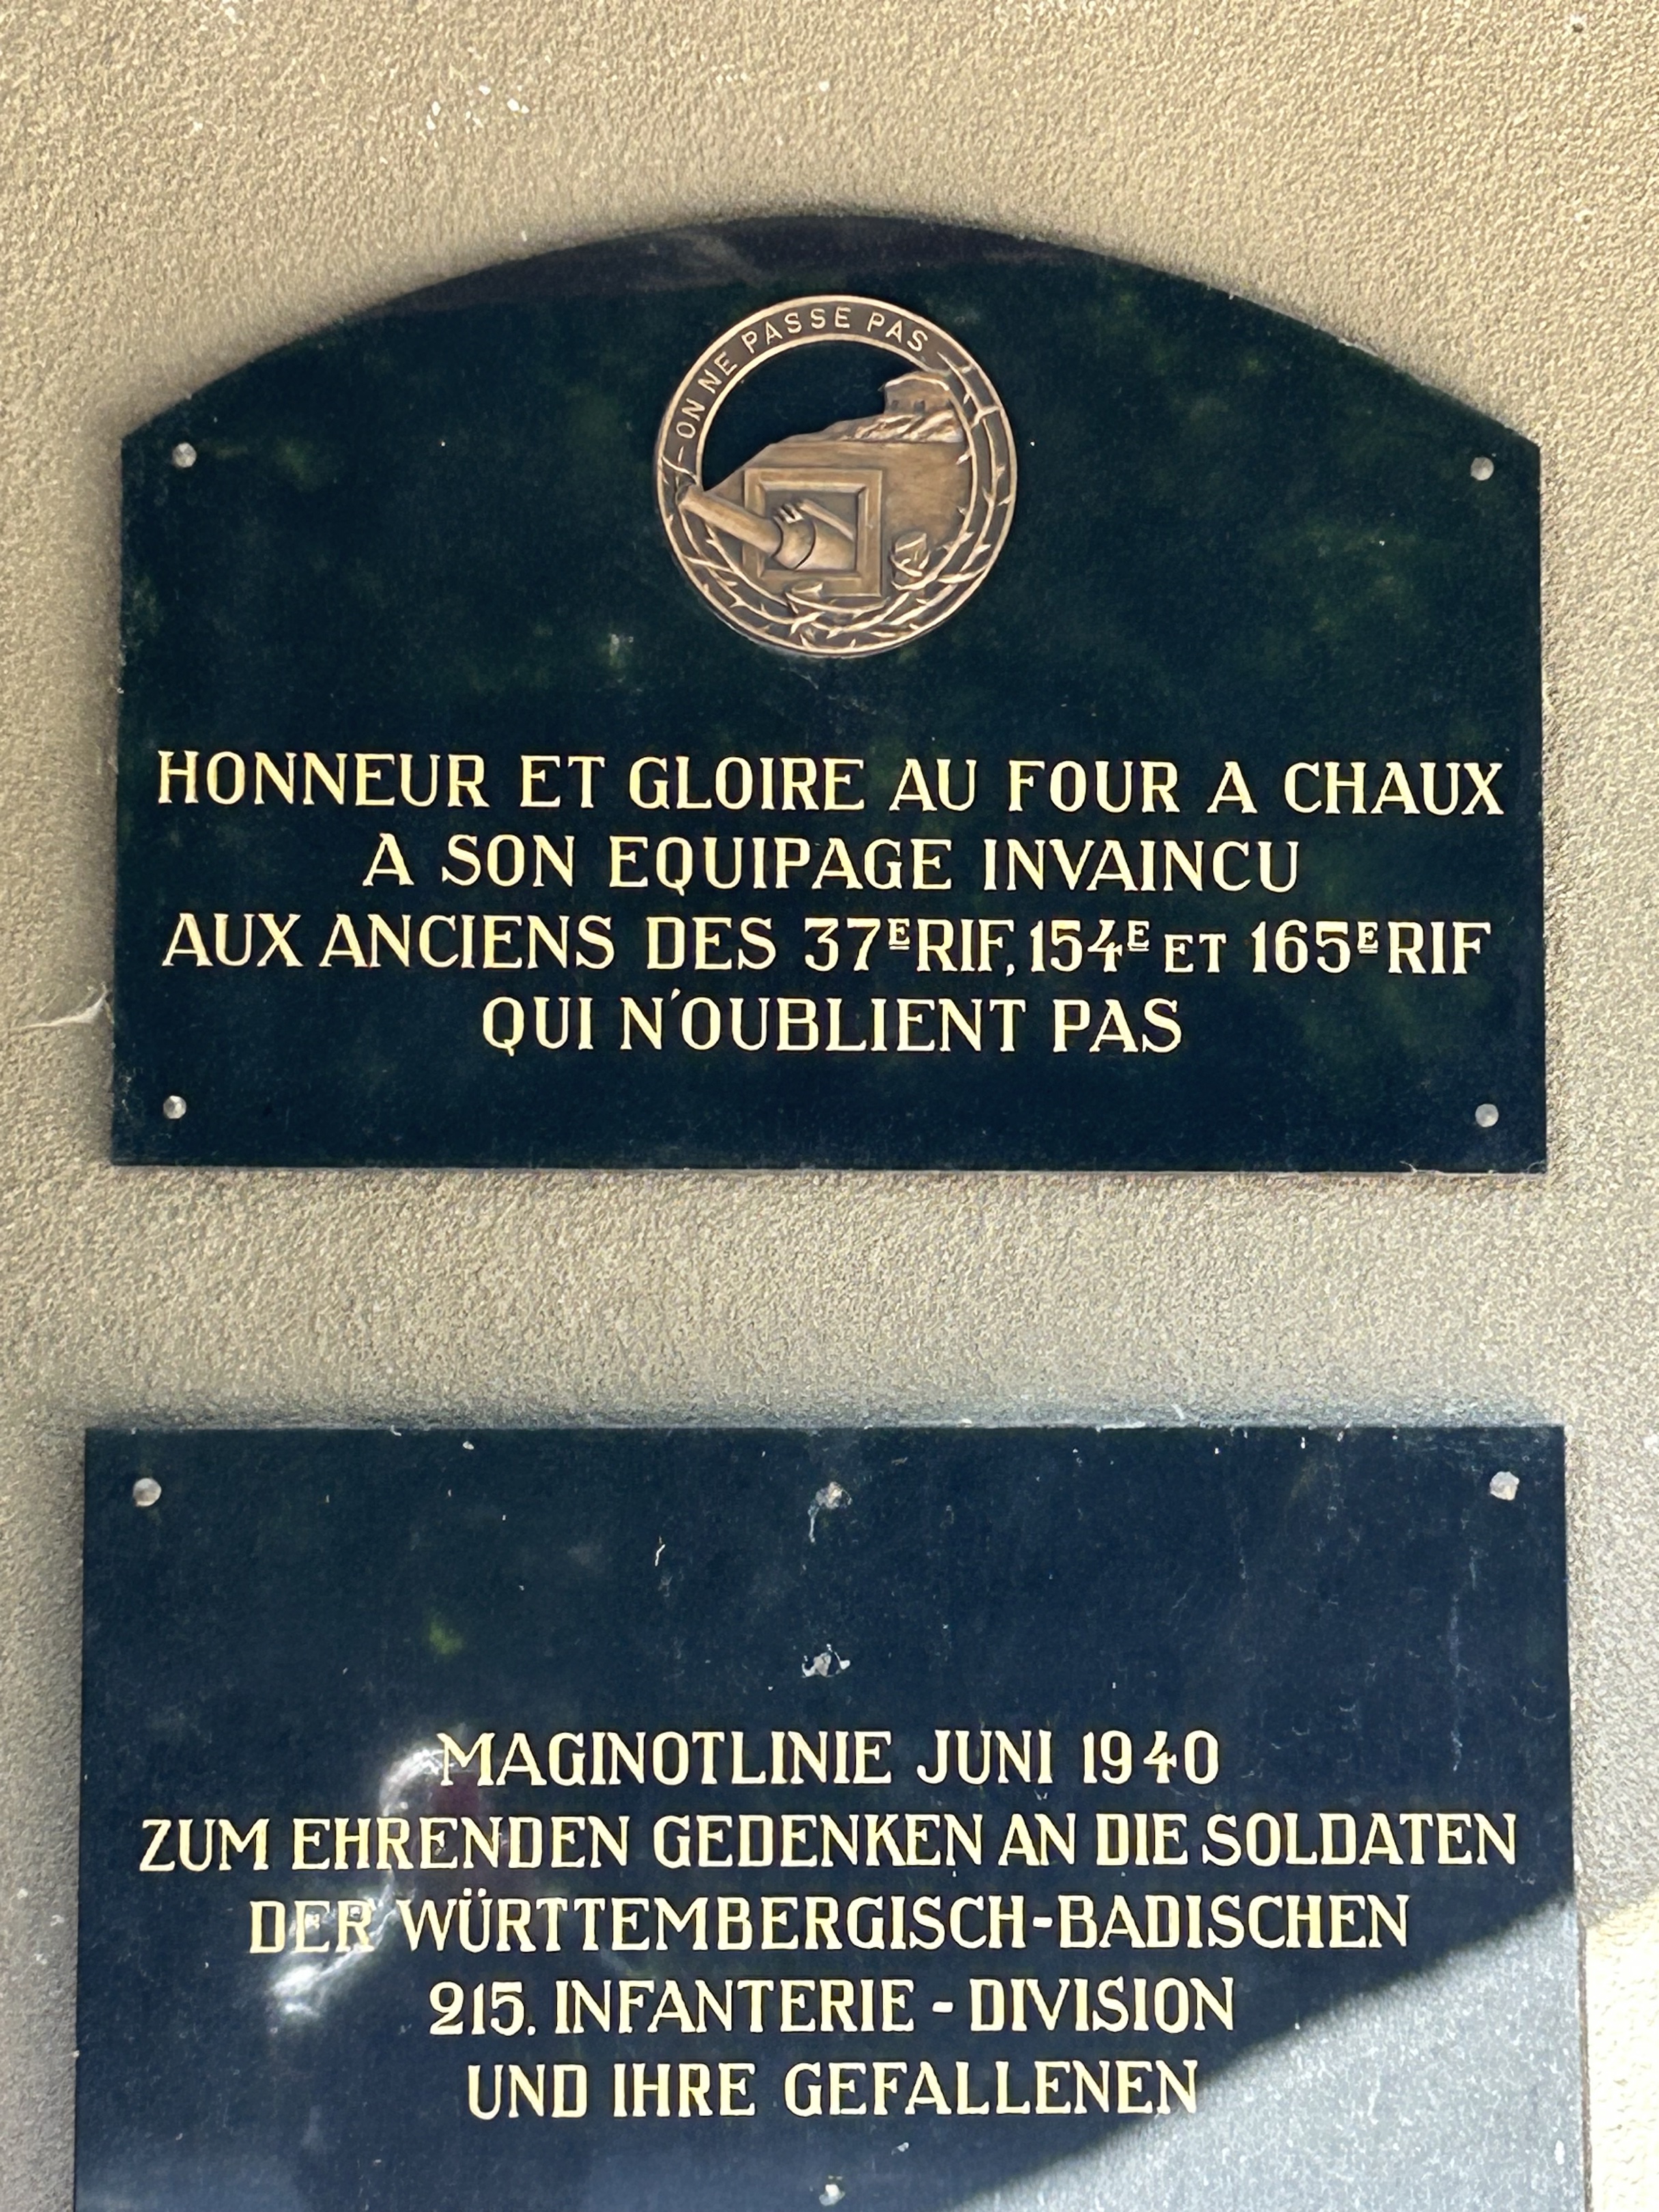 ON NE PASSE PAS
HONNEUR ET GLOIRE AU FOUR A CHAUX
A SON EQUIPAGE INVAINCU
AUX ANCIENS DES 37E RIF, 154E ET 165E RIF
QUI N'OUBLIENT PAS
MAGINOTLINIE JUNI 1940
ZUM EHRENDEN GEDENKEN AN DIE SOLDATEN
DER WÜRTTEMBERGISCH-BADISCHEN
215. INFANTERIE - DIVISION
UND IHRE GEFALLENEN